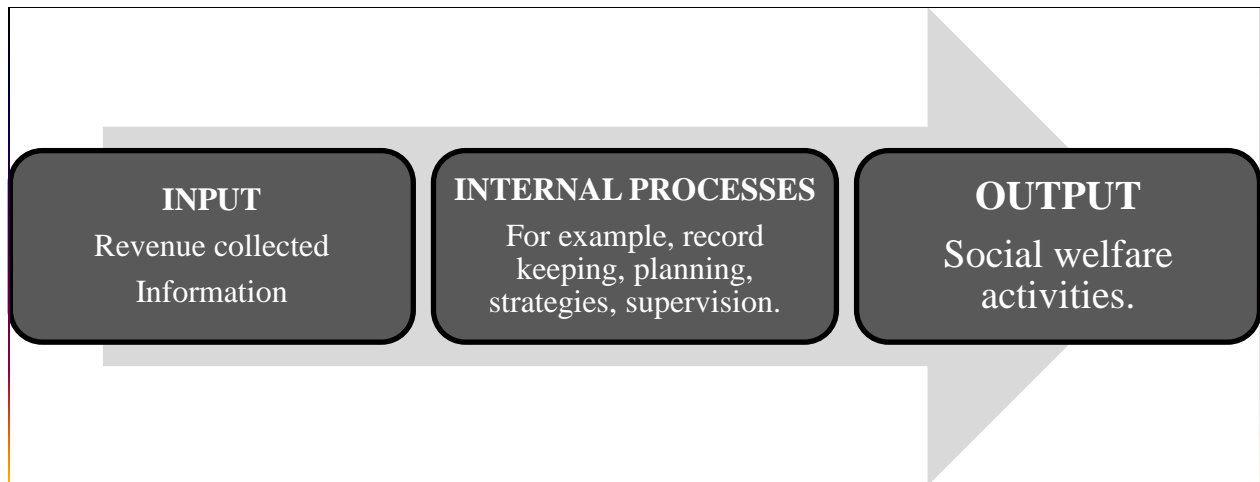 INPUT
Revenue collected
Information
INTERNAL PROCESSES
For example, record
keeping, planning,
strategies, supervision.
OUTPUT
Social welfare
activities.